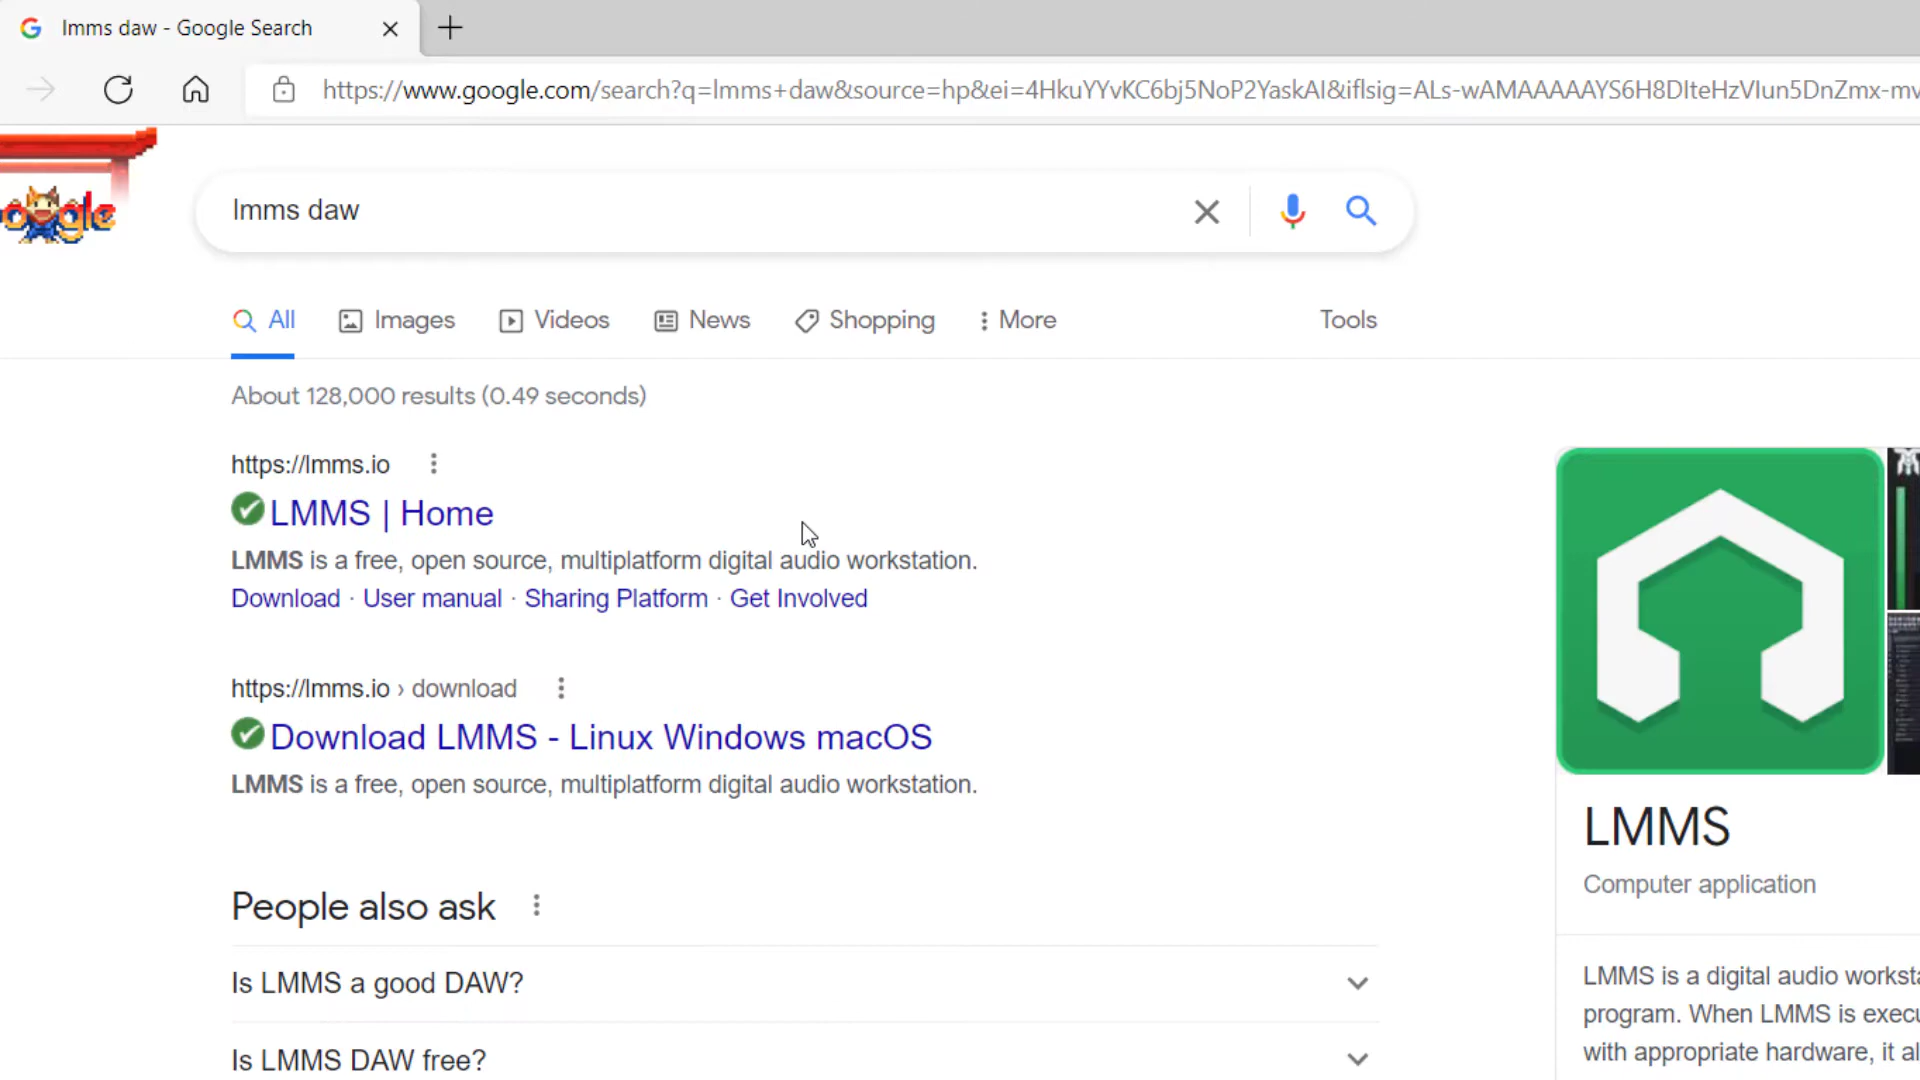 lmms daw - Google Search
https://www.google.com/search?q=lmms+daw&source=hp&ei=4HkuYYvKC6bj5NoP2YaskAI&iflsig=ALs-wAMAAAAAYS6H8DIteHzVIun5DnZmx-mv
oogle
lmms daw
All Images Videos News Shopping More Tools
About 128,000 results (0.49 seconds)
https://lmms.io
LMMS | Home
LMMS is a free, open source, multiplatform digital audio workstation.
Download · User manual · Sharing Platform · Get Involved
https://lmms.io › download
Download LMMS - Linux Windows macOS
LMMS is a free, open source, multiplatform digital audio workstation.
People also ask
Is LMMS a good DAW?
Is LMMS DAW free?
LMMS
Computer application
LMMS is a digital audio worksta
program. When LMMS is execu
with appropriate hardware, it al